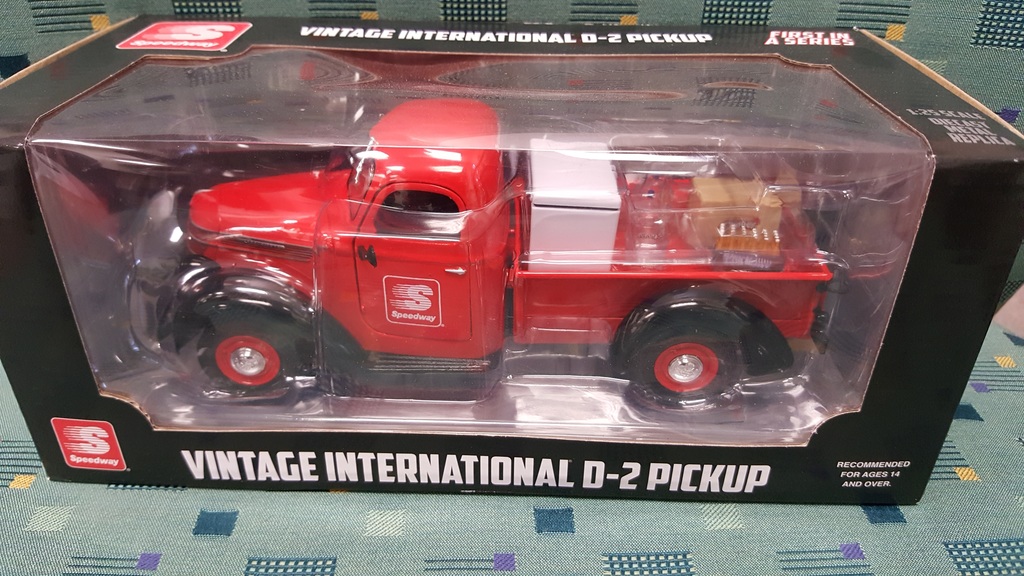 Speedway
VINTAGE INTERNATIONAL D-2 PICKUP
FIRST IN
A SERIES
REPLICA
Speedway
Speedway
VINTAGE INTERNATIONAL D-2 PICKUP
RECOMMENDED
FOR AGES 14
AND OVER.